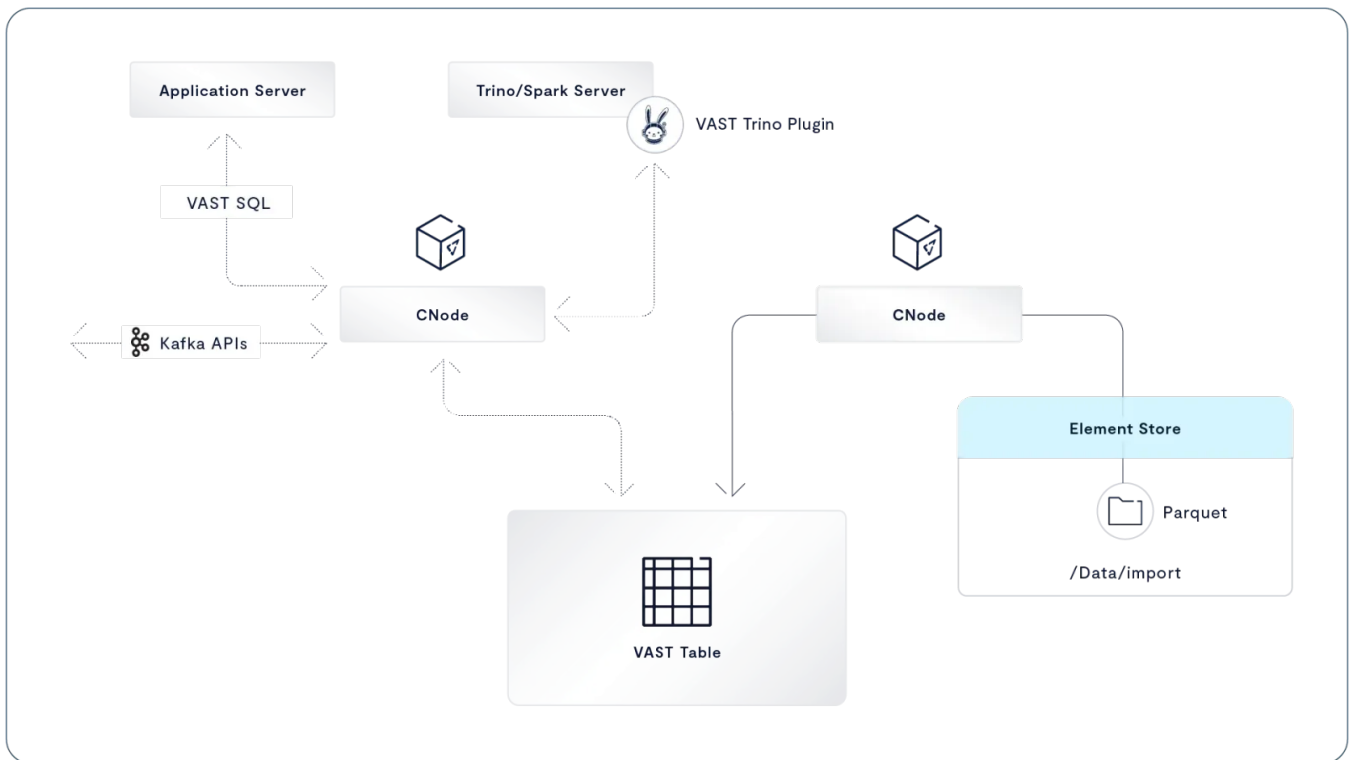 Application Server
Trino/Spark Server
VAST Trino Plugin
VAST SQL
CNode
CNode
Kafka APIs
Element Store
Parquet
/Data/import
VAST Table